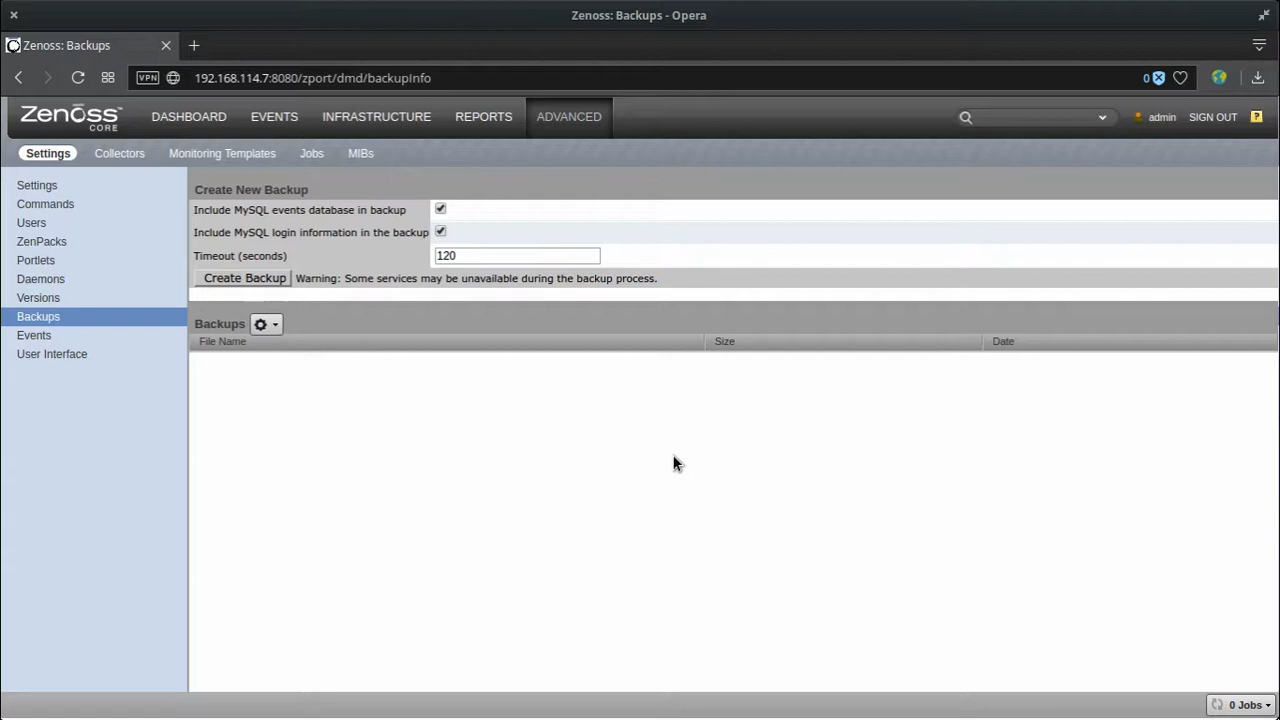 Zenoss: Backups - Opera
Zenoss: Backups
VPN 192.168.114.7:8080/zport/dmd/backupInfo 0
Zenoss CORE DASHBOARD EVENTS INFRASTRUCTURE REPORTS ADVANCED admin SIGN OUT ?
Settings Collectors Monitoring Templates Jobs MIBs
Settings
Commands
Users
ZenPacks
Portlets
Daemons
Versions
Backups
Events
User Interface
Create New Backup
Include MySQL events database in backup
Include MySQL login information in the backup
Timeout (seconds) 120
Create Backup Warning: Some services may be unavailable during the backup process.
Backups
File Name Size Date
0 Jobs